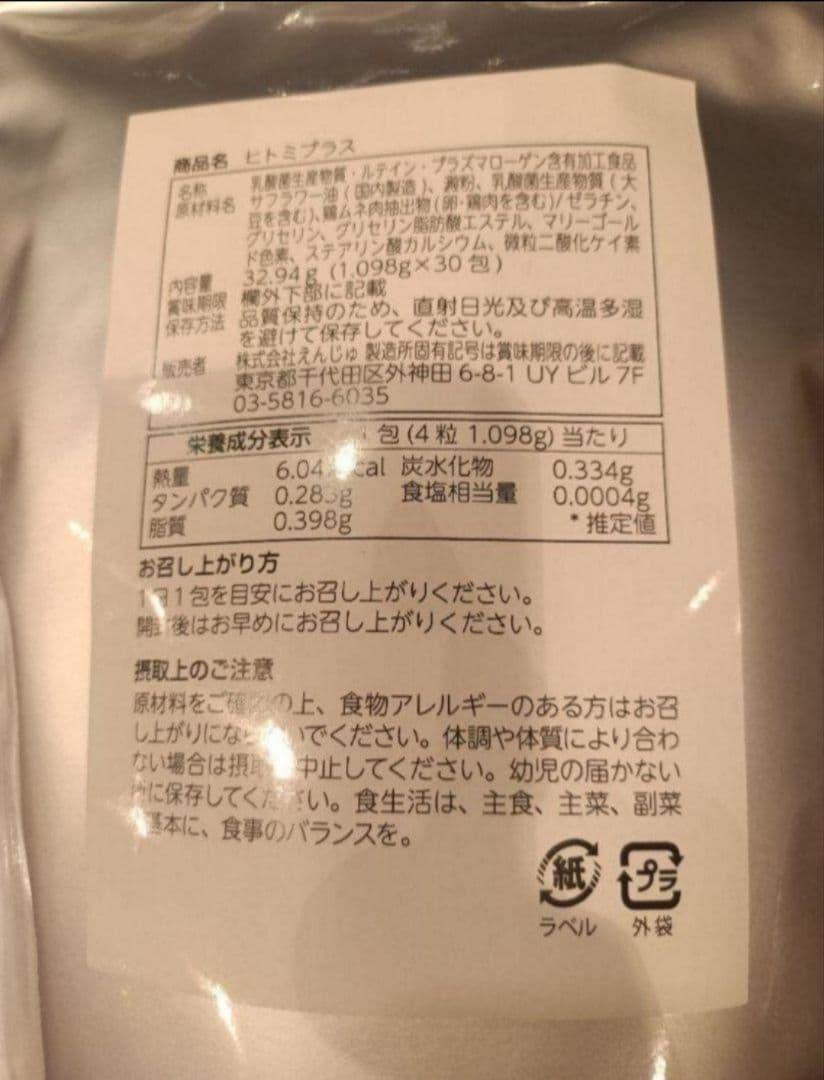 商品名 ヒトミプラス
名称 乳酸菌生産物質・ルテイン・プラズマローゲン含有加工食品
原材料名 サフラワー油(国内製造)、澱粉、乳酸菌生産物質(大
豆を含む)、鶏ムネ肉抽出物(卵・鶏肉を含む)/ゼラチン、
グリセリン、グリセリン脂肪酸エステル、マリーゴール
ド色素、ステアリン酸カルシウム、微粒二酸化ケイ素
内容量 32.94g (1.098g×30包)
賞味期限 欄外下部に記載
保存方法 品質保持のため、直射日光及び高温多湿
を避けて保存してください。
販売者 株式会社えんじゅ 製造所固有記号は賞味期限の後に記載
東京都千代田区外神田6-8-1 UYビル7F
03-5816-6035
栄養成分表示 包(4粒 1.098g)当たり
熱量 6.04 cal 炭水化物 0.334g
タンパク質 0.283g 食塩相当量 0.0004g
脂質 0.398g *推定値
お召し上がり方
1日1包を目安にお召し上がりください。
開封後はお早めにお召し上がりください。
摂取上のご注意
原材料をご確認の上、食物アレルギーのある方はお召
し上がりにならないでください。体調や体質により合わ
ない場合は摂取を中止してください。幼児の届かない
に保存してください。食生活は、主食、主菜、副菜
基本に、食事のバランスを。
紙 プラ
ラベル 外袋